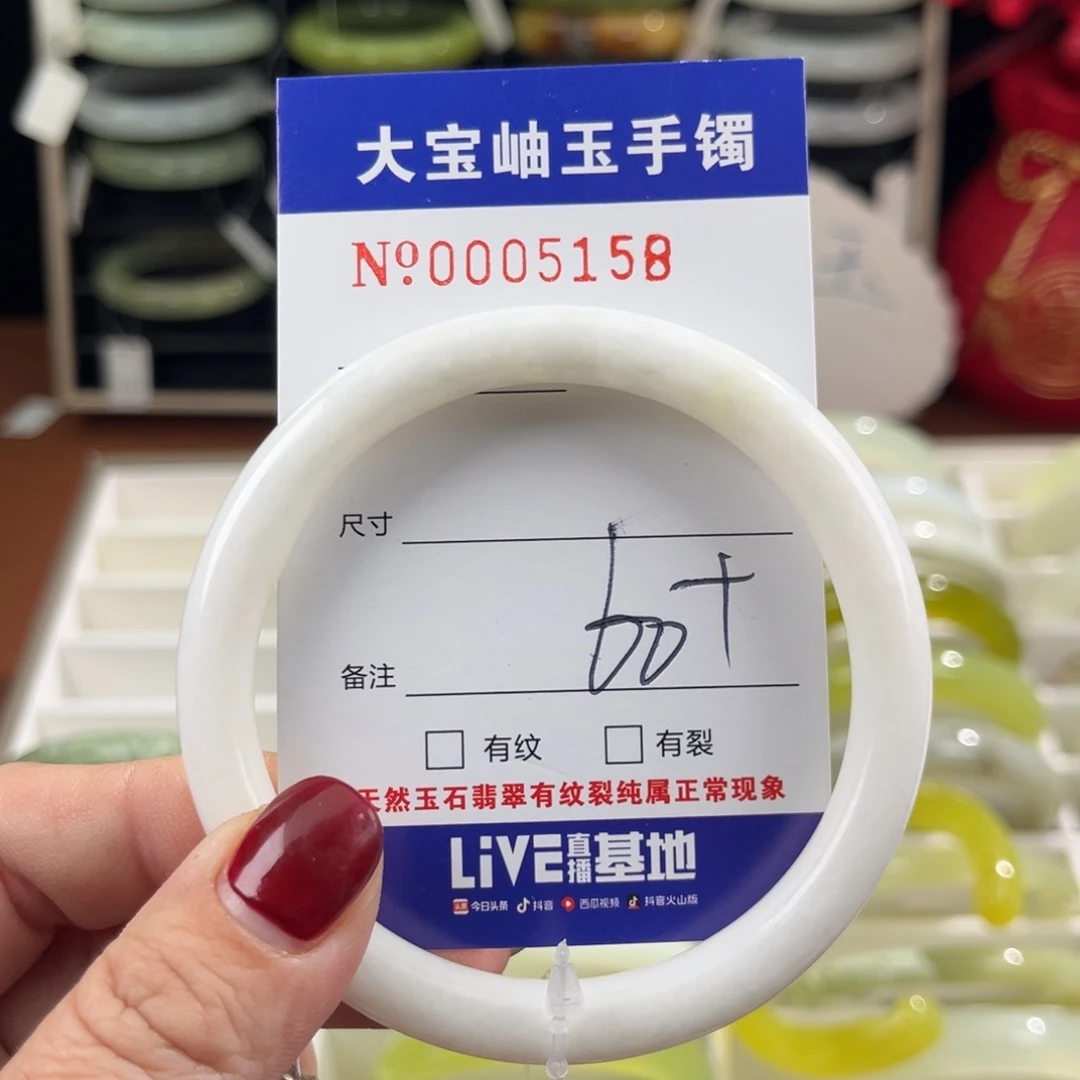 大宝岫玉手镯
Nº0005158
尺寸
60+
备注
有纹 有裂
天然玉石翡翠有纹裂纯属正常现象
LiVE直播基地
头条 今日头条 抖音 西瓜视频 抖音火山版